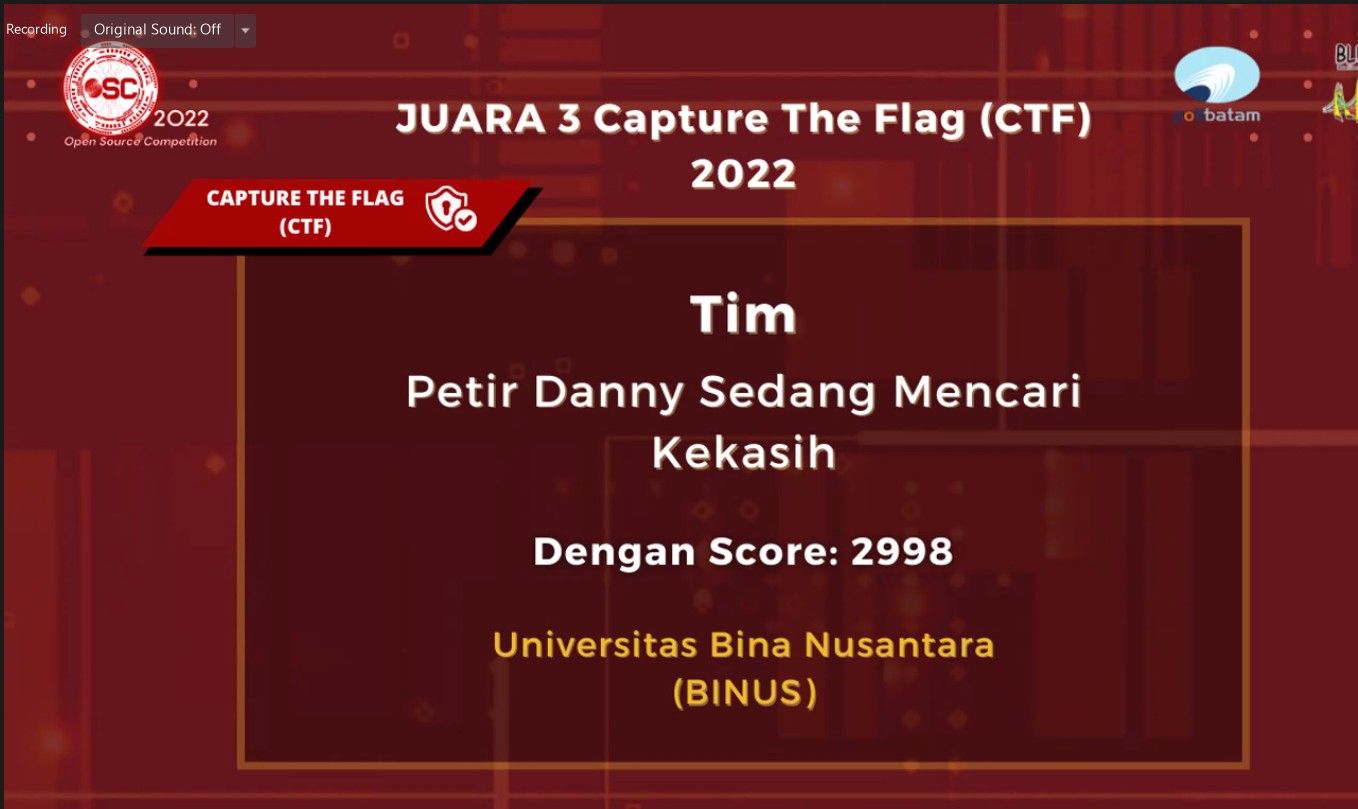 Recording
Original Sound: Off
OSC
2022
Open Source Competition
batam
JUARA 3 Capture The Flag (CTF)
2022
CAPTURE THE FLAG
(CTF)
Tim
Petir Danny Sedang Mencari
Kekasih
Dengan Score: 2998
Universitas Bina Nusantara
(BINUS)